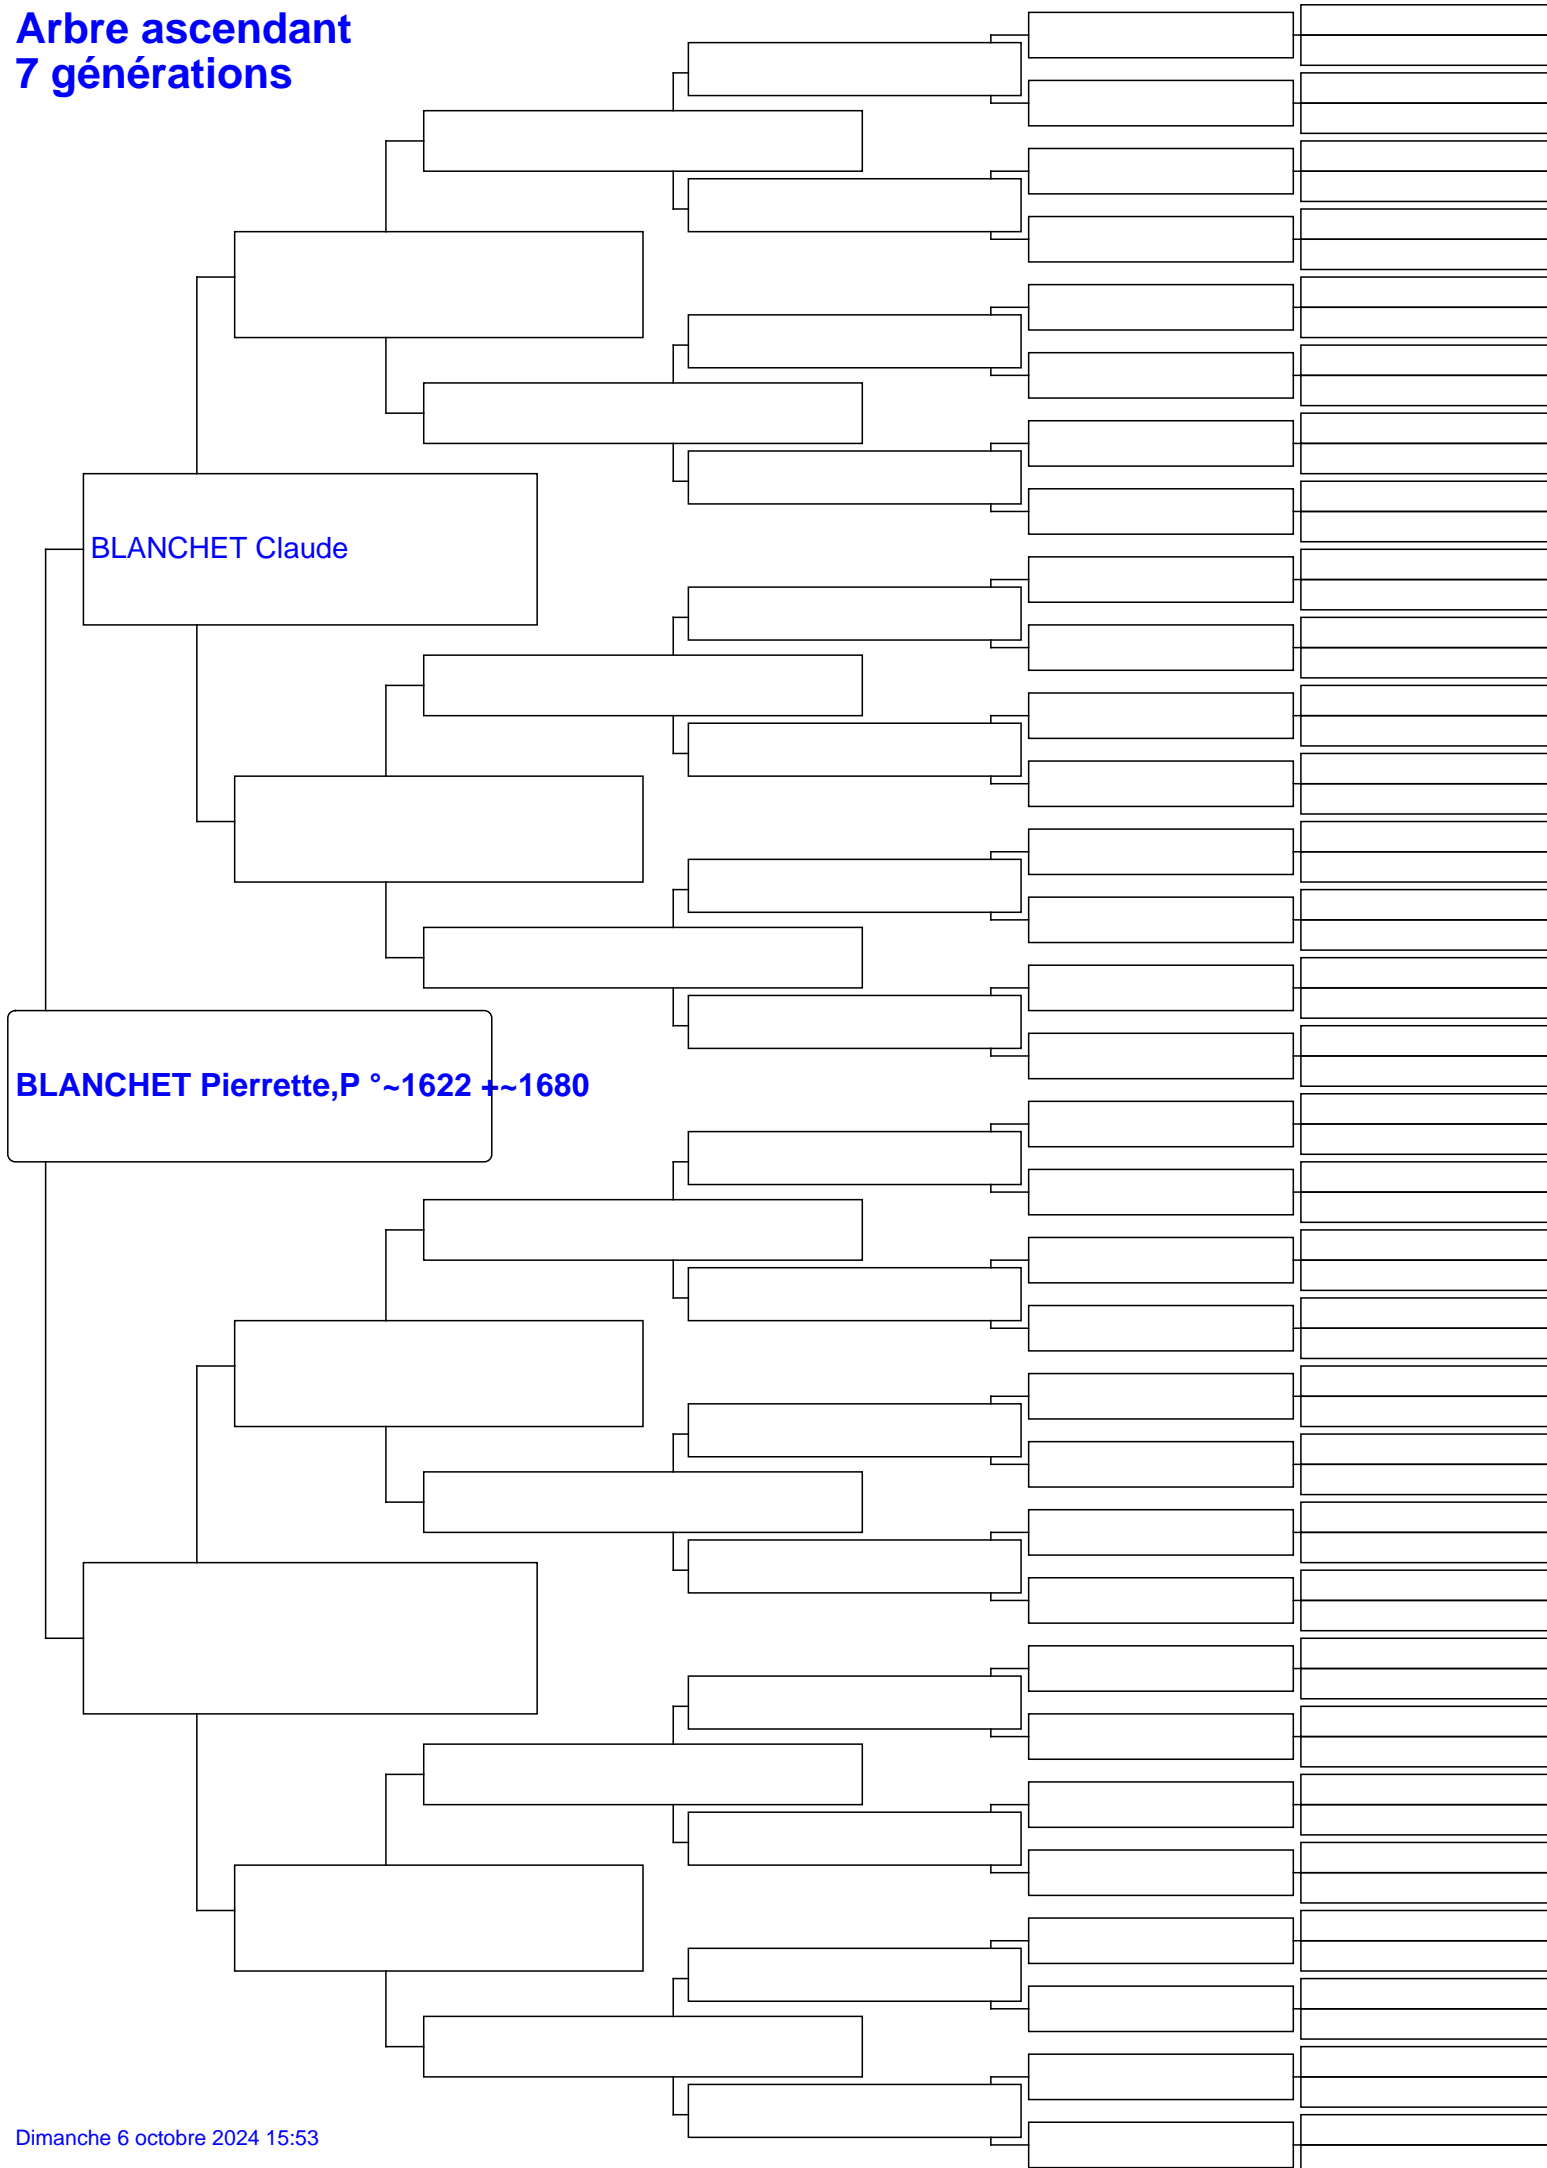 Arbre ascendant
7 générations
BLANCHET Claude
BLANCHET Pierrette,P °~1622 +~1680
Dimanche 6 octobre 2024 15:53